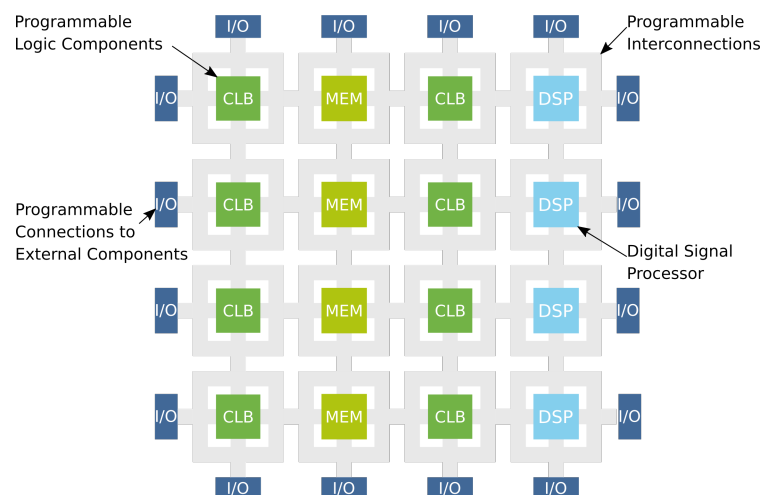 Programmable
Logic Components
I/O
I/O
I/O
I/O
Programmable
Interconnections
I/O
CLB
MEM
CLB
DSP
I/O
I/O
CLB
MEM
CLB
DSP
I/O
Programmable
Connections to
External Components
Digital Signal
Processor
I/O
CLB
MEM
CLB
DSP
I/O
I/O
CLB
MEM
CLB
DSP
I/O
I/O
I/O
I/O
I/O